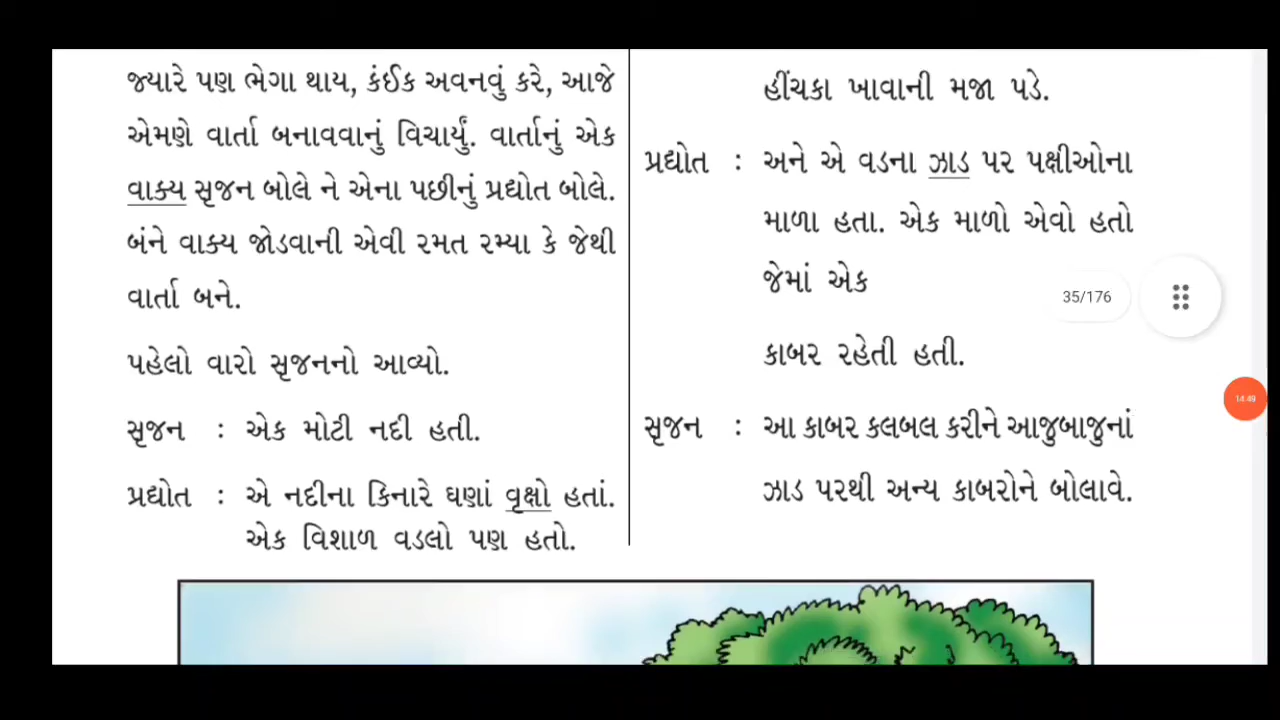 જ્યારે પણ ભેગા થાય, કંઈક અવનવું કરે, આજે
એમણે વાર્તા બનાવવાનું વિચાર્યું. વાર્તાનું એક
વાક્ય સૃજન બોલે ને એના પછીનું પ્રદ્યોત બોલે.
બંને વાક્ય જોડવાની એવી રમત રમ્યા કે જેથી
વાર્તા બને.
પહેલો વારો સૃજનનો આવ્યો.
સૃજન : એક મોટી નદી હતી.
પ્રદ્યોત : એ નદીના કિનારે ઘણાં વૃક્ષો હતાં.
એક વિશાળ વડલો પણ હતો.
હીંચકા ખાવાની મજા પડે.
પ્રદ્યોત : અને એ વડના ઝાડ પર પક્ષીઓના
માળા હતા. એક માળો એવો હતો
જેમાં એક
કાબર રહેતી હતી.
સૃજન : આ કાબર કલબલ કરીને આજુબાજુનાં
ઝાડ પરથી અન્ય કાબરોને બોલાવે.
35/176
14:49